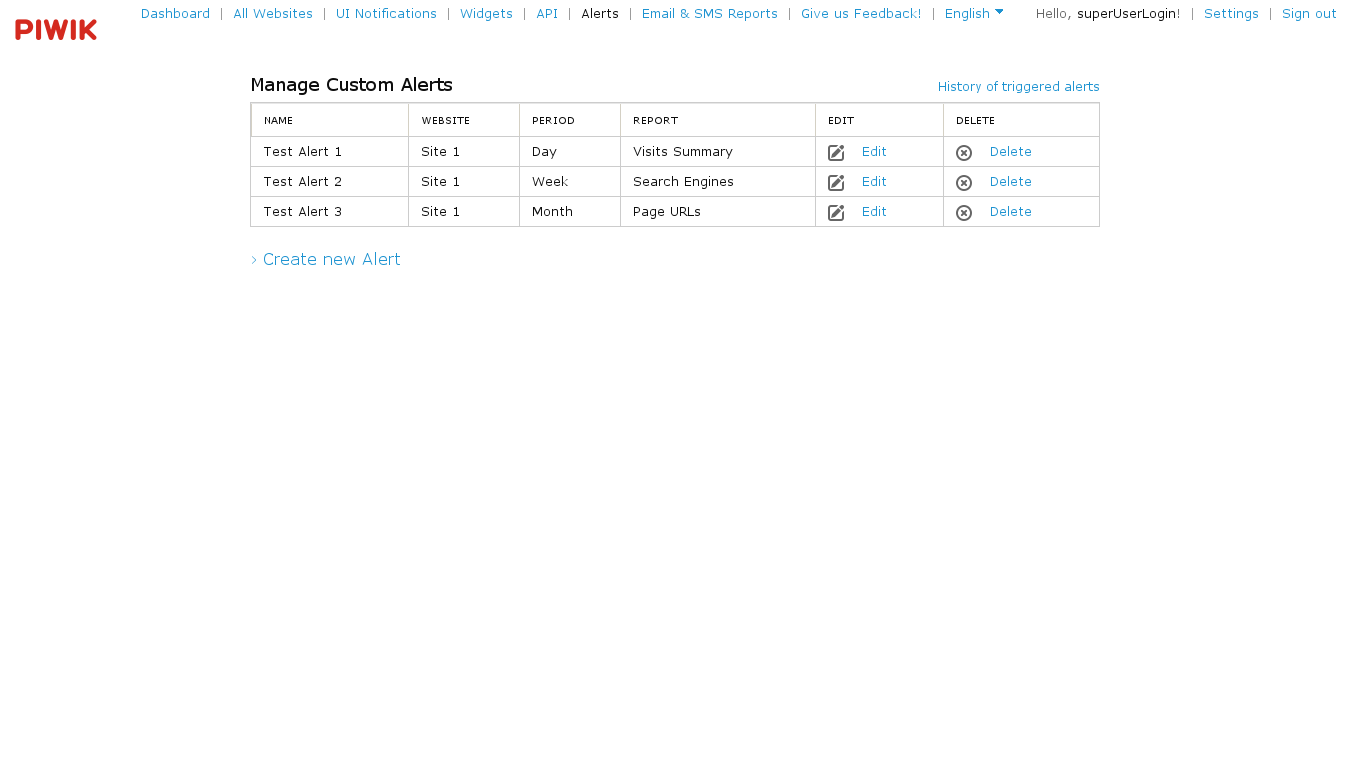 PIWIK
Dashboard | All Websites | UI Notifications | Widgets | API | Alerts | Email & SMS Reports | Give us Feedback! | English Hello, superUserLogin! | Settings | Sign out
Manage Custom Alerts History of triggered alerts
NAME WEBSITE PERIOD REPORT EDIT DELETE
Test Alert 1 Site 1 Day Visits Summary Edit Delete
Test Alert 2 Site 1 Week Search Engines Edit Delete
Test Alert 3 Site 1 Month Page URLs Edit Delete
› Create new Alert